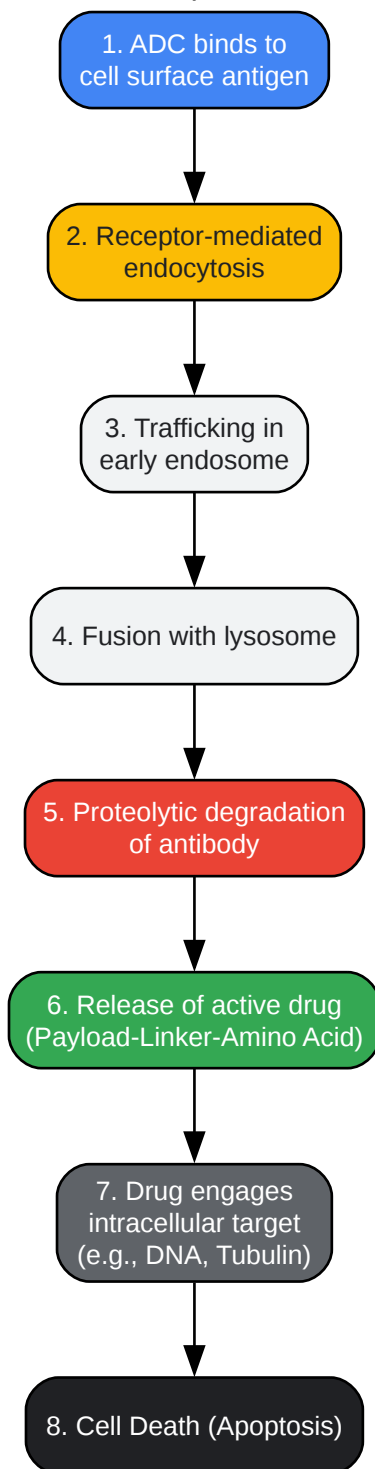 1. ADC binds to
cell surface antigen
2. Receptor-mediated
endocytosis
3. Trafficking in
early endosome
4. Fusion with lysosome
5. Proteolytic degradation
of antibody
6. Release of active drug
(Payload-Linker-Amino Acid)
7. Drug engages
intracellular target
(e.g., DNA, Tubulin)
8. Cell Death (Apoptosis)